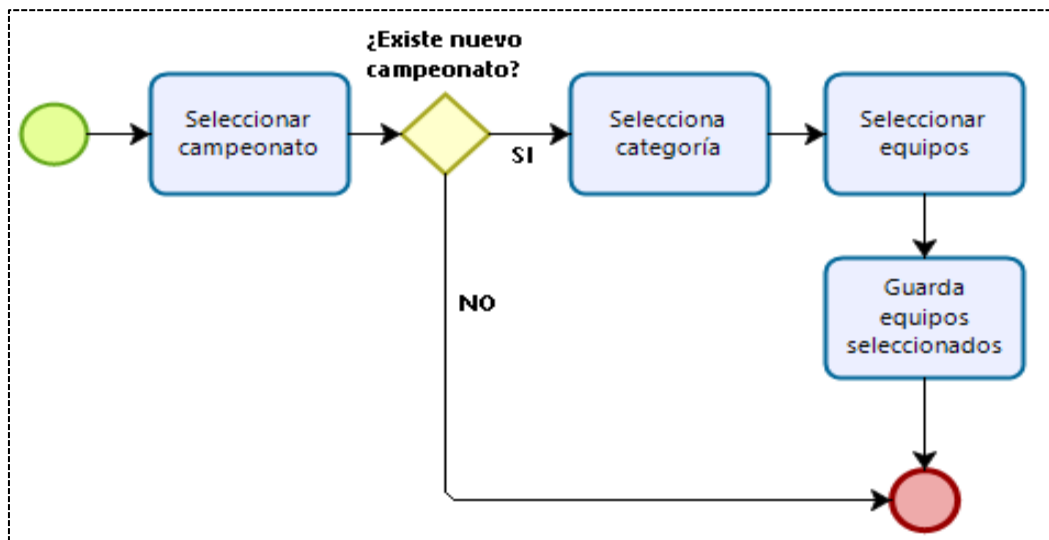 ¿Existe nuevo
campeonato?
Seleccionar
campeonato
SI
Selecciona
categoría
Seleccionar
equipos
NO
Guarda
equipos
seleccionados